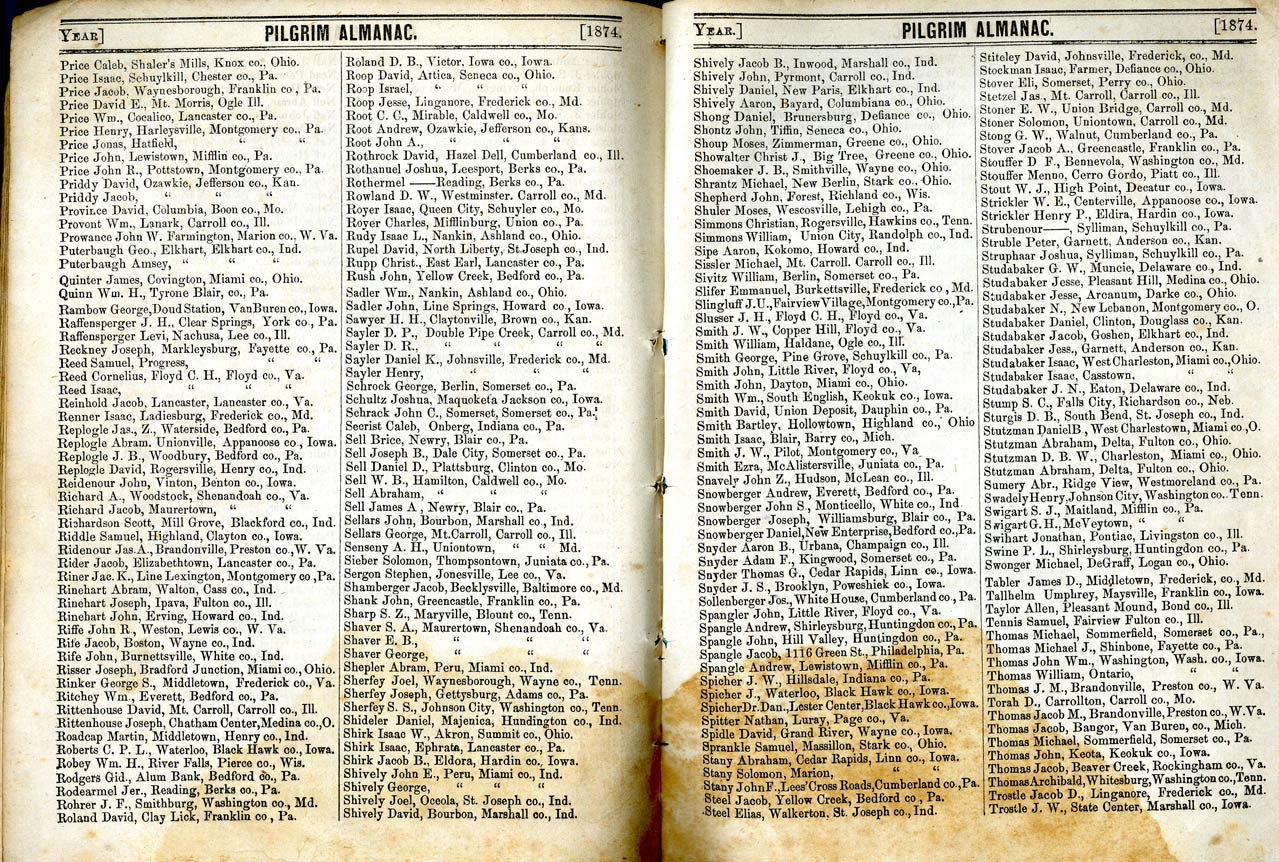 YEAR]
PILGRIM ALMANAC.
[1874.
Price Caleb, Shaler's Mills, Knox co., Ohio.
Price Isaac, Schuylkill, Chester co., Pa.
Price Jacob, Waynesborough, Franklin co , Pa.
Price David E., Mt. Morris, Ogle Ill.
Price Wm., Cocalico, Lancaster co., Pa.
Price Henry, Harleysville, Montgomery co., Pa.
Price Jonas, Hatfield, " "
Price John, Lewistown, Mifflin co., Pa.
Price John R., Pottstown, Montgomery co., Pa.
Priddy David, Ozawkie, Jefferson co., Kan.
Priddy Jacob, " " "
Province David, Columbia, Boon co., Mo.
Provont Wm., Lanark, Carroll co., Ill.
Prowance John W. Farmington, Marion co., W. Va.
Puterbaugh Geo., Elkhart, Elkhart co., Ind.
Puterbaugh Amsey, " " "
Quinter James, Covington, Miami co., Ohio.
Quinn Wm. H., Tyrone Blair, co., Pa.
Rambow George, Doud Station, VanBuren co., Iowa.
Raffensperger J. H., Clear Springs, York co., Pa.
Raffensperger Levi, Nachusa, Lee co., Ill.
Reckney Joseph, Markleysburg, Fayette co., Pa.
Reed Samuel, Progress, " "
Reed Cornelius, Floyd C. H., Floyd co., Va.
Reed Isaac, " " "
Reinhold Jacob, Lancaster, Lancaster co., Va.
Renner Isaac, Ladiesburg, Frederick co., Md.
Replogle Jas., Z., Waterside, Bedford co., Pa.
Replogle Abram. Unionville, Appanoose co., Iowa.
Replogle J. B., Woodbury, Bedford co., Pa.
Replogle David, Rogersville, Henry co., Ind.
Reidenour John, Vinton, Benton co., Iowa.
Richard A., Woodstock, Shenandoah co., Va.
Richard Jacob, Maurertown, " "
Richardson Scott, Mill Grove, Blackford co., Ind.
Riddle Samuel, Highland, Clayton co., Iowa.
Ridenour Jas. A., Brandonville, Preston co., W. Va.
Rider Jacob, Elizabethtown, Lancaster co., Pa.
Riner Jac. K., Line Lexington, Montgomery co ,Pa.
Rinehart Abram, Walton, Cass co., Ind.
Rinehart Joseph, Ipava, Fulton co., Ill.
Rinehart John, Erving, Howard co., Ind.
Riffe John R., Weston, Lewis co., W. Va.
Rife Jacob, Boston, Wayne co., Ind.
Rife John, Burnettsville, White co., Ind.
Risser Joseph, Bradford Junction, Miami co., Ohio.
Rinker George S., Middletown, Frederick co., Va.
Ritchey Wm., Everett, Bedford co., Pa.
Rittenhouse David, Mt. Carroll, Carroll co., Ill.
Rittenhouse Joseph, Chatham Center, Medina co., O.
Roadcap Martin, Middletown, Henry co., Ind.
Roberts C. P. L., Waterloo, Black Hawk co., Iowa.
Robey Wm. H., River Falls, Pierce co., Wis.
Rodgers Gid., Alum Bank, Bedford co., Pa.
Rodearmel Jer., Reading, Berks co., Pa.
Rohrer J. F., Smithburg, Washington co., Md.
Roland David, Clay Lick, Franklin co , Pa.
Roland D. B., Victor, Iowa co., Iowa.
Roop David, Attica, Seneca co., Ohio.
Roop Israel, " " "
Roop Jesse, Linganore, Frederick co., Md.
Root C. C., Mirable, Caldwell co., Mo.
Root Andrew, Ozawkie, Jefferson co., Kans.
Root John A., " " "
Rothrock David, Hazel Dell, Cumberland co., Ill.
Rothanuel Joshua, Leesport, Berks co., Pa.
Rothermel ——Reading, Berks co., Pa.
Rowland D. W., Westminster, Carroll co., Md.
Royer Isaac, Queen City, Schuyler co., Mo.
Royer Charles, Mifflinburg, Union co., Pa.
Rudy Isaac L., Nankin, Ashland co., Ohio.
Rupel David, North Liberty, St. Joseph co., Ind.
Rupp Christ., East Earl, Lancaster co., Pa.
Rush John, Yellow Creek, Bedford co., Pa.
Sadler Wm., Nankin, Ashland co., Ohio.
Sadler John, Line Springs, Howard co , Iowa.
Sawyer H. H., Claytonville, Brown co., Kan.
Sayler D. P., Double Pipe Creek, Carroll co., Md.
Sayler D. R., " " " "
Sayler Daniel K., Johnsville, Frederick co., Md.
Sayler Henry, " " "
Schrock George, Berlin, Somerset co., Pa.
Schultz Joshua, Maquoketa Jackson co., Iowa.
Schrack John C., Somerset, Somerset co., Pa.
Secrist Caleb, Onberg, Indiana co., Pa.
Sell Brice, Newry, Blair co., Pa.
Sell Joseph B., Dale City, Somerset co., Pa.
Sell Daniel D., Plattsburg, Clinton co., Mo.
Sell W. B., Hamilton, Caldwell co., Mo.
Sell Abraham, " " "
Sell James A , Newry, Blair co., Pa.
Sellars John, Bourbon, Marshall co., Ind.
Sellars George, Mt. Carroll, Carroll co., Ill.
Senseny A. H., Uniontown, " " Md.
Sieber Solomon, Thompsontown, Juniata co., Pa.
Sergon Stephen, Jonesville, Lee co., Va.
Shamberger Jacob, Beeklysville, Baltimore co., Md.
Shank John, Greencastle, Franklin co., Pa.
Sharp S. Z., Maryville, Blount co., Tenn.
Shaver S. A., Maurertown, Shenandoah co., Va.
Shaver E. B., " "
Shaver George, " " "
Shepler Abram, Peru, Miami co., Ind.
Sherfey Joel, Waynesborough, Wayne co., Tenn.
Sherfey Joseph, Gettysburg, Adams co., Pa.
Sherfey S. S., Johnson City, Washington co., Tenn.
Shideler Daniel, Majenica, Hundington co., Ind.
Shirk Isaac W., Akron, Summit co., Ohio.
Shirk Isaac, Ephrata, Lancaster co., Pa.
Shirk Jacob B., Eldora, Hardin co., Iowa.
Shively John E., Peru, Miami co., Ind.
Shively George, " " "
Shively Joel, Oceola, St. Joseph co., Ind.
Shively David, Bourbon, Marshall co., Ind.
YEAR.]
PILGRIM ALMANAC.
[1874.
Shively Jacob B., Inwood, Marshall co., Ind.
Shively John, Pyrmont, Carroll co., Ind.
Shively Daniel, New Paris, Elkhart co., Ind.
Shively Aaron, Bayard, Columbiana co., Ohio.
Shong Daniel, Brunersburg, Defiance co., Ohio.
Shontz John, Tiffin, Seneca co., Ohio.
Shoup Moses, Zimmerman, Greene co., Ohio.
Showalter Christ J., Big Tree, Greene co., Ohio.
Shoemaker J. B., Smithville, Wayne co., Ohio.
Shrantz Michael, New Berlin, Stark co., Ohio.
Shepherd John, Forest, Richland co., Wis.
Shuler Moses, Wescosville, Lehigh co., Pa.
Simmons Christian, Rogersville, Hawkins co., Tenn.
Simmons William, Union City, Randolph co., Ind.
Sipe Aaron, Kokomo, Howard co., Ind.
Sissler Michael, Mt. Carroll. Carroll co., Ill.
Sivitz William, Berlin, Somerset co., Pa.
Slifer Emmanuel, Burkettsville, Frederick co , Md.
Slingluff J.U., Fairview Village, Montgomery co., Pa.
Slusser J. H., Floyd C. H., Floyd co., Va.
Smith J. W., Copper Hill, Floyd co., Va.
Smith William, Haldane, Ogle co., Ill.
Smith George, Pine Grove, Schuylkill co., Pa.
Smith John, Little River, Floyd co., Va,
Smith John, Dayton, Miami co., Ohio.
Smith Wm., South English, Keokuk co., Iowa.
Smith David, Union Deposit, Dauphin co., Pa.
Smith Bartley, Hollowtown, Highland co., Ohio
Smith Isaac, Blair, Barry co., Mich.
Smith J. W., Pilot, Montgomery co., Va
Smith Ezra, McAlistersville, Juniata co., Pa.
Snavely John Z., Hudson, McLean co., Ill.
Snowberger Andrew, Everett, Bedford co., Pa.
Snowberger John S., Monticello, White co., Ind
Snowberger Joseph, Williamsburg, Blair co., Pa.
Snowberger Daniel, New Enterprise, Bedford co., Pa.
Snyder Aaron B., Urbana, Champaign co., Ill.
Snyder Adam F., Kingwood, Somerset co., Pa.
Snyder Thomas G., Cedar Rapids, Linn co., Iowa.
Snyder J. S., Brooklyn, Poweshiek co., Iowa.
Sollenberger Jos., White House, Cumberland co., Pa.
Spangler John, Little River, Floyd co., Va.
Spangle Andrew, Shirleysburg, Huntingdon co., Pa.
Spangle John, Hill Valley, Huntingdon co., Pa.
Spangle Jacob, 1116 Green St., Philadelphia, Pa.
Spangle Andrew, Lewistown, Mifflin co., Pa.
Spicher J. W., Hillsdale, Indiana co., Pa.
Spicher J., Waterloo, Black Hawk co., Iowa.
Spicher Dr. Dan., Lester Center, Black Hawk co., Iowa
Spitter Nathan, Luray, Page co., Va.
Spidle David, Grand River, Wayne co., Iowa.
Sprankle Samuel, Massillon, Stark co., Ohio.
Stany Abraham, Cedar Rapids, Linn co., Iowa.
Stany Solomon, Marion, " "
Stany John F., Lees' Cross Roads, Cumberland co., Pa.
Steel Jacob, Yellow Creek, Bedford co , Pa.
Steel Elias, Walkerton, St. Joseph co., Ind.
Stiteley David, Johnsville, Frederick, co., Md.
Stockman Isaac, Farmer, Defiance co., Ohio.
Stover Eli, Somerset, Perry co., Ohio.
Stetzel Jas., Mt. Carroll, Carroll co., Ill.
Stoner E. W., Union Bridge, Carroll co., Md.
Stoner Solomon, Uniontown, Carroll co., Md.
Stong G. W., Walnut, Cumberland co., Pa.
Stover Jacob A., Greencastle, Franklin co., Pa.
Stouffer D F., Bennevola, Washington co., Md.
Stouffer Menno, Cerro Gordo, Piatt co., Ill.
Stout W. J., High Point, Decatur co., Iowa.
Strickler W. E., Centerville, Appanoose co., Iowa.
Strickler Henry P., Eldira, Hardin co., Iowa.
Strubenour——, Sylliman, Schuylkill co., Pa.
Struble Peter, Garnett, Anderson co., Kan.
Struphaar Joshua, Sylliman, Schuylkill co., Pa.
Studabaker G. W., Muncie, Delaware co., Ind.
Studabaker Jesse, Pleasant Hill, Medina co., Ohio.
Studabaker Jesse, Arcanum, Darke co., Ohio.
Studabaker N., New Lebanon, Montgomery co., O.
Studabaker Daniel, Clinton, Douglass co., Kan.
Studabaker Jacob, Goshen, Elkhart co., Ind.
Studabaker Jess., Garnett, Anderson co., Kan.
Studabaker Isaac, West Charleston, Miami co., Ohio.
Studabaker Isaac, Casstown, " "
Studabaker J. N., Eaton, Delaware co., Ind.
Stump S. C., Falls City, Richardson co., Neb.
Sturgis D. B., South Bend, St. Joseph co., Ind.
Stutzman Daniel B., West Charlestown, Miami co., O.
Stutzman Abraham, Delta, Fulton co., Ohio.
Stutzman D. B. W., Charleston, Miami co., Ohio
Stutzman Abraham, Delta, Fulton co., Ohio.
Sumery Abr., Ridge View, Westmoreland co., Pa.
Swadely Henry, Johnson City, Washington co. Tenn.
Swigart S. J., Maitland, Mifflin co., Pa.
Swigart G. H., McVeytown, " "
Swihart Jonathan, Pontiac, Livingston co., Ill.
Swine P. L., Shirleysburg, Huntingdon co., Pa.
Swonger Michael, DeGraff, Logan co., Ohio.
Tabler James D., Middletown, Frederick, co., Md.
Tallhelm Umphrey, Maysville, Franklin co., Iowa.
Taylor Allen, Pleasant Mound, Bond co., Ill.
Tennis Samuel, Fairview Fulton co., Ill.
Thomas Michael, Sommerfield, Somerset co., Pa.,
Thomas Michael J., Shinbone, Fayette co., Pa.
Thomas John Wm., Washington, Wash. co., Iowa.
Thomas William, Ontario, "
Thomas J. M., Brandonville, Preston co., W. Va.
Torah D., Carrollton, Carroll co., Mo.
Thomas Jacob M., Brandonville, Preston co., W. Va.
Thomas Jacob, Bangor, Van Buren, co., Mich.
Thomas Michael, Sommerfield, Somerset co., Pa.
Thomas John, Keota, Keokuk co., Iowa.
Thomas Jacob, Beaver Creek, Rockingham co., Va.
Thomas Archibald, Whitesburg, Washington co., Tenn.
Trostle Jacob D., Linganore, Frederick co., Md.
Trostle J. W., State Center, Marshall co., Iowa